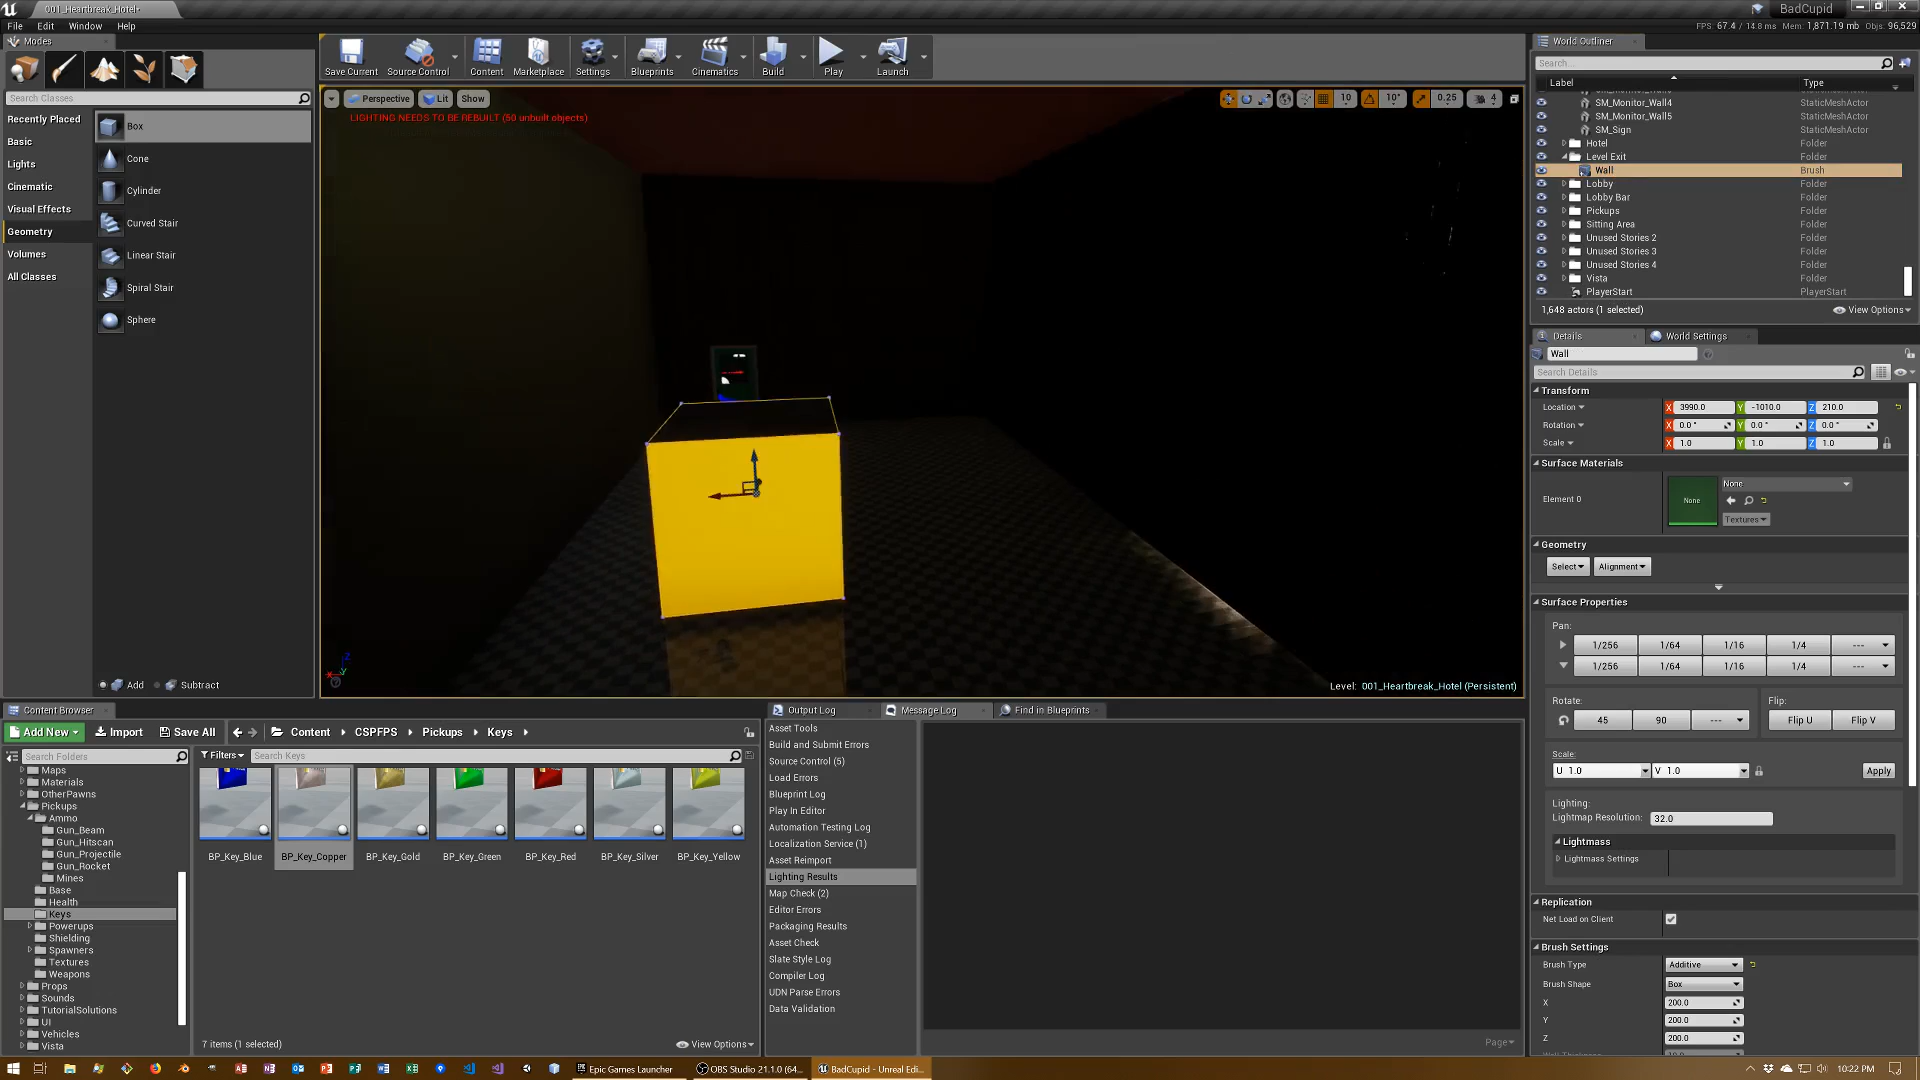 001_Heartbreak_Hotel*
BadCupid
File Edit Window Help
FPS: 67.4 / 14.8 ms Mem: 1,871.19 mb Objs: 96,529
Modes
Search Classes
Recently Placed
Basic
Lights
Cinematic
Visual Effects
Geometry
Volumes
All Classes
Box
Cone
Cylinder
Curved Stair
Linear Stair
Spiral Stair
Sphere
Add Subtract
Save Current Source Control Content Marketplace Settings Blueprints Cinematics Build Play Launch
Perspective Lit Show
10 10° 0.25 4
LIGHTING NEEDS TO BE REBUILT (50 unbuilt objects)
Level: 001_Heartbreak_Hotel (Persistent)
World Outliner
Search...
Label Type
SM_Monitor_Wall4 StaticMeshActor
SM_Monitor_Wall5 StaticMeshActor
SM_Sign StaticMeshActor
Hotel Folder
Level Exit Folder
Wall Brush
Lobby Folder
Lobby Bar Folder
Pickups Folder
Sitting Area Folder
Unused Stories 2 Folder
Unused Stories 3 Folder
Unused Stories 4 Folder
Vista Folder
PlayerStart PlayerStart
1,648 actors (1 selected) View Options
Details World Settings
Wall
Search Details
Transform
Location X 3990.0 Y -1010.0 Z 210.0
Rotation X 0.0 ° Y 0.0 ° Z 0.0 °
Scale X 1.0 Y 1.0 Z 1.0
Surface Materials
Element 0 None None
Textures
Geometry
Select Alignment
Surface Properties
Pan:
1/256 1/64 1/16 1/4 ---
1/256 1/64 1/16 1/4 ---
Rotate: Flip:
45 90 --- Flip U Flip V
Scale:
U 1.0 V 1.0 Apply
Lighting:
Lightmap Resolution: 32.0
Lightmass
Lightmass Settings
Replication
Net Load on Client
Brush Settings
Brush Type Additive
Brush Shape Box
X 200.0
Y 200.0
Z 200.0
Content Browser
Add New Import Save All Content CSPFPS Pickups Keys
Search Folders
Filters Search Keys
Maps
Materials
OtherPawns
Pickups
Ammo
Gun_Beam
Gun_Hitscan
Gun_Projectile
Gun_Rocket
Mines
Base
Health
Keys
Powerups
Shielding
Spawners
Textures
Weapons
Props
Sounds
TutorialSolutions
UI
Vehicles
Vista
BP_Key_Blue BP_Key_Copper BP_Key_Gold BP_Key_Green BP_Key_Red BP_Key_Silver BP_Key_Yellow
7 items (1 selected) View Options
Output Log Message Log Find in Blueprints
Asset Tools
Build and Submit Errors
Source Control (5)
Load Errors
Blueprint Log
Play In Editor
Automation Testing Log
Localization Service (1)
Asset Reimport
Lighting Results
Map Check (2)
Editor Errors
Packaging Results
Asset Check
Slate Style Log
Compiler Log
UDN Parse Errors
Data Validation
Page
Epic Games Launcher
OBS Studio 21.1.0 (64...
BadCupid - Unreal Edi...
10:22 PM